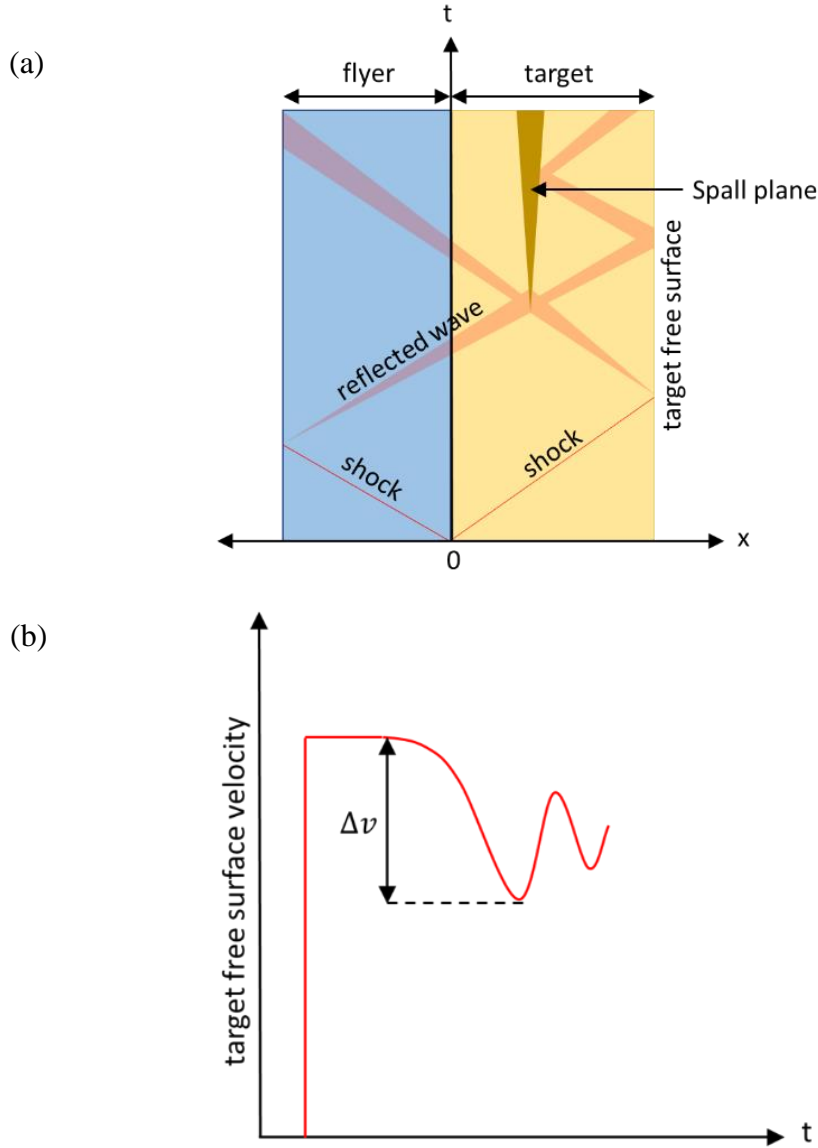 (a)
t
flyer
target
Spall plane
target free surface
reflected wave
shock
shock
x
0
(b)
target free surface velocity
Δv
t